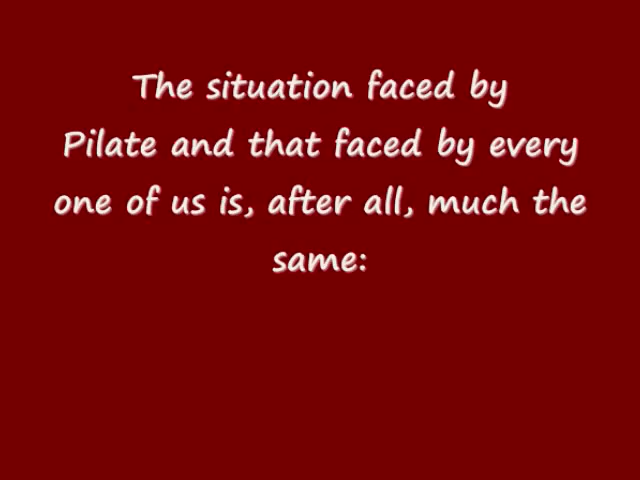 The situation faced by
Pilate and that faced by every
one of us is, after all, much the
same: